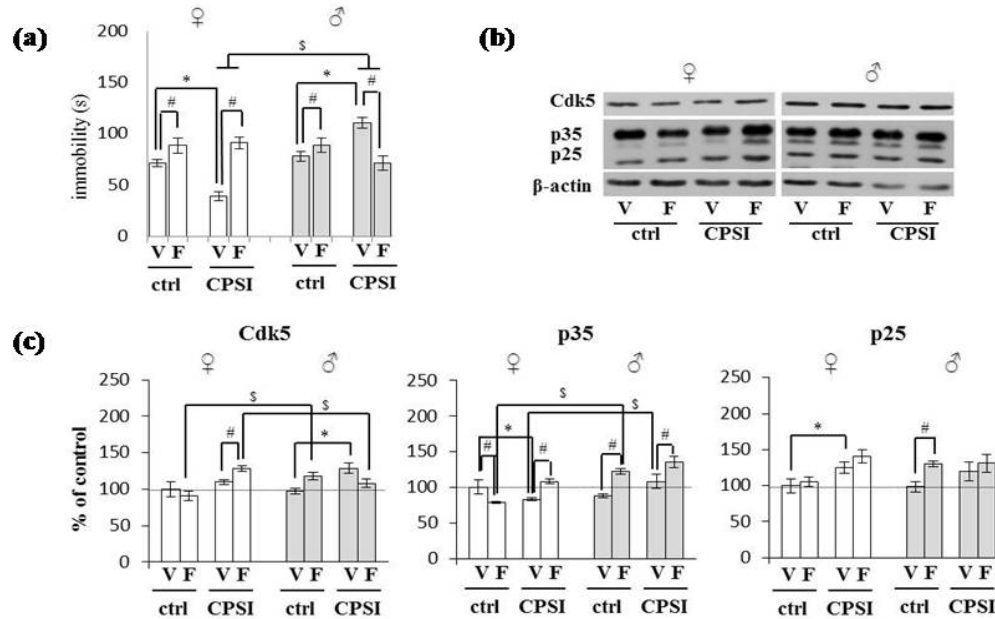 (a)
♀ ♂
immobility (s)
200
150
100
50
0
$
* *
# # # #
V F V F V F V F
ctrl CPSI ctrl CPSI
(b)
♀ ♂
Cdk5
p35
p25
β-actin
V F V F V F V F
ctrl CPSI ctrl CPSI
(c)
Cdk5
♀ ♂
% of control
250
200
150
100
50
0
$
$
# *
V F V F V F V F
ctrl CPSI ctrl CPSI
p35
♀ ♂
250
200
150
100
50
0
$
$
*
# # # #
V F V F V F V F
ctrl CPSI ctrl CPSI
p25
♀ ♂
250
200
150
100
50
0
* #
V F V F V F V F
ctrl CPSI ctrl CPSI